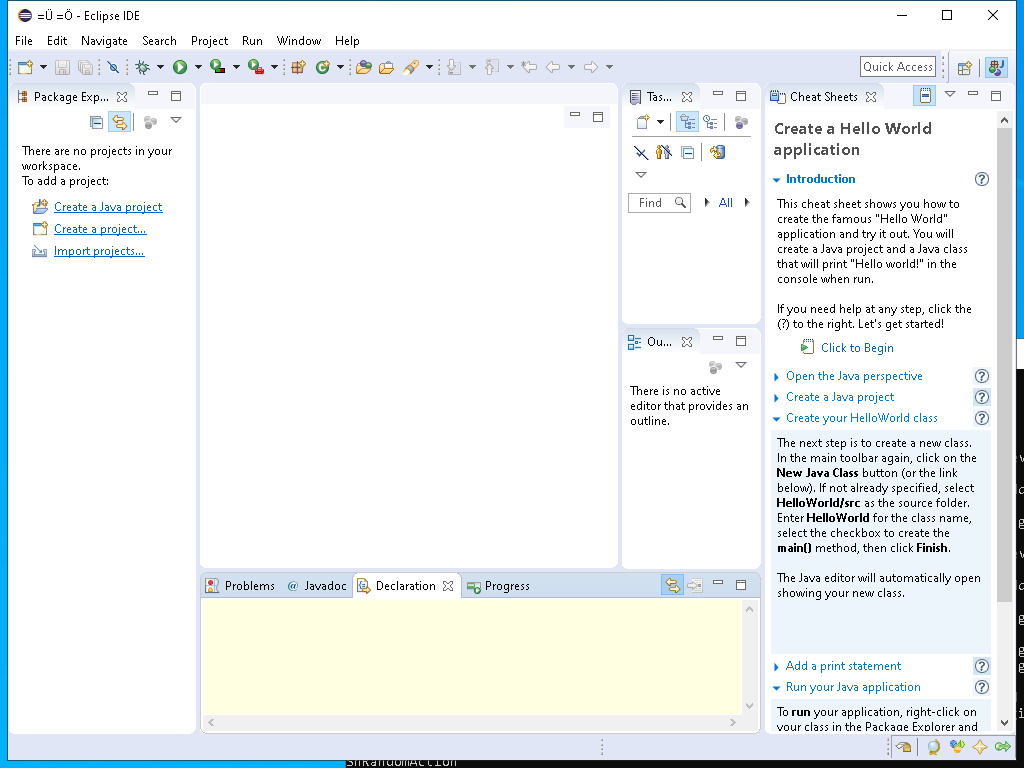 =Ü =Ö - Eclipse IDE
File Edit Navigate Search Project Run Window Help
Quick Access
Package Exp...
There are no projects in your
workspace.
To add a project:
Create a Java project
Create a project...
Import projects...
Tas...
Find
All
Ou...
There is no active
editor that provides an
outline.
Problems
@ Javadoc
Declaration
Progress
Cheat Sheets
Create a Hello World
application
Introduction
This cheat sheet shows you how to
create the famous "Hello World"
application and try it out. You will
create a Java project and a Java class
that will print "Hello world!" in the
console when run.
If you need help at any step, click the
(?) to the right. Let's get started!
Click to Begin
Open the Java perspective
Create a Java project
Create your HelloWorld class
The next step is to create a new class.
In the main toolbar again, click on the
New Java Class button (or the link
below). If not already specified, select
HelloWorld/src as the source folder.
Enter HelloWorld for the class name,
select the checkbox to create the
main() method, then click Finish.
The Java editor will automatically open
showing your new class.
Add a print statement
Run your Java application
To run your application, right-click on
your class in the Package Explorer and
ShRandomAction